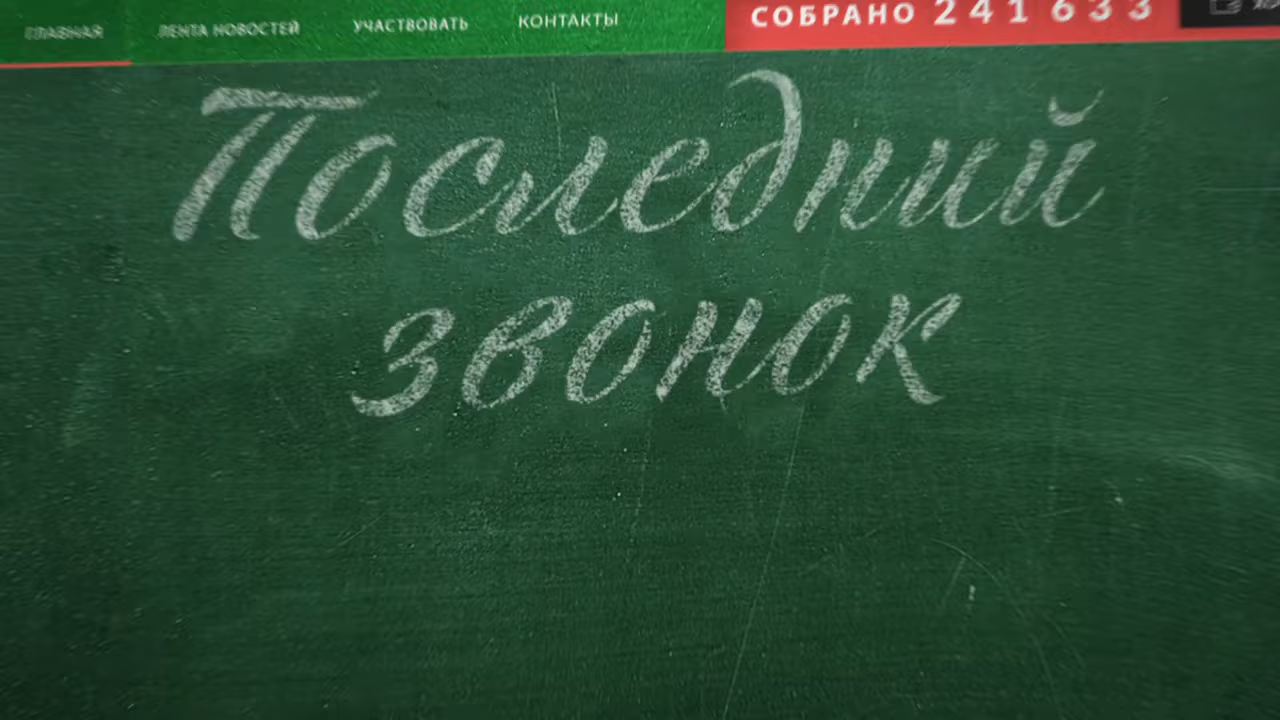 ГЛАВНАЯ
ЛЕНТА НОВОСТЕЙ
УЧАСТВОВАТЬ
КОНТАКТЫ
СОБРАНО 241 633
Последний
звонок